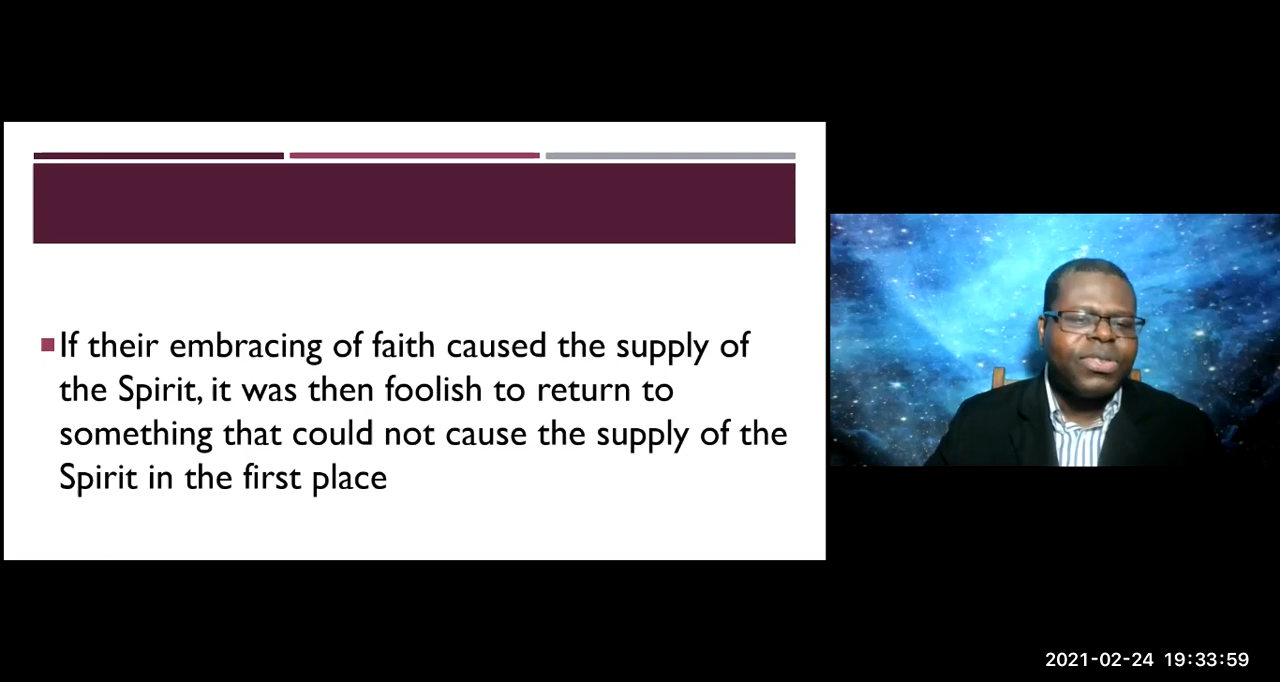 If their embracing of faith caused the supply of
the Spirit, it was then foolish to return to
something that could not cause the supply of the
Spirit in the first place
2021-02-24 19:33:59